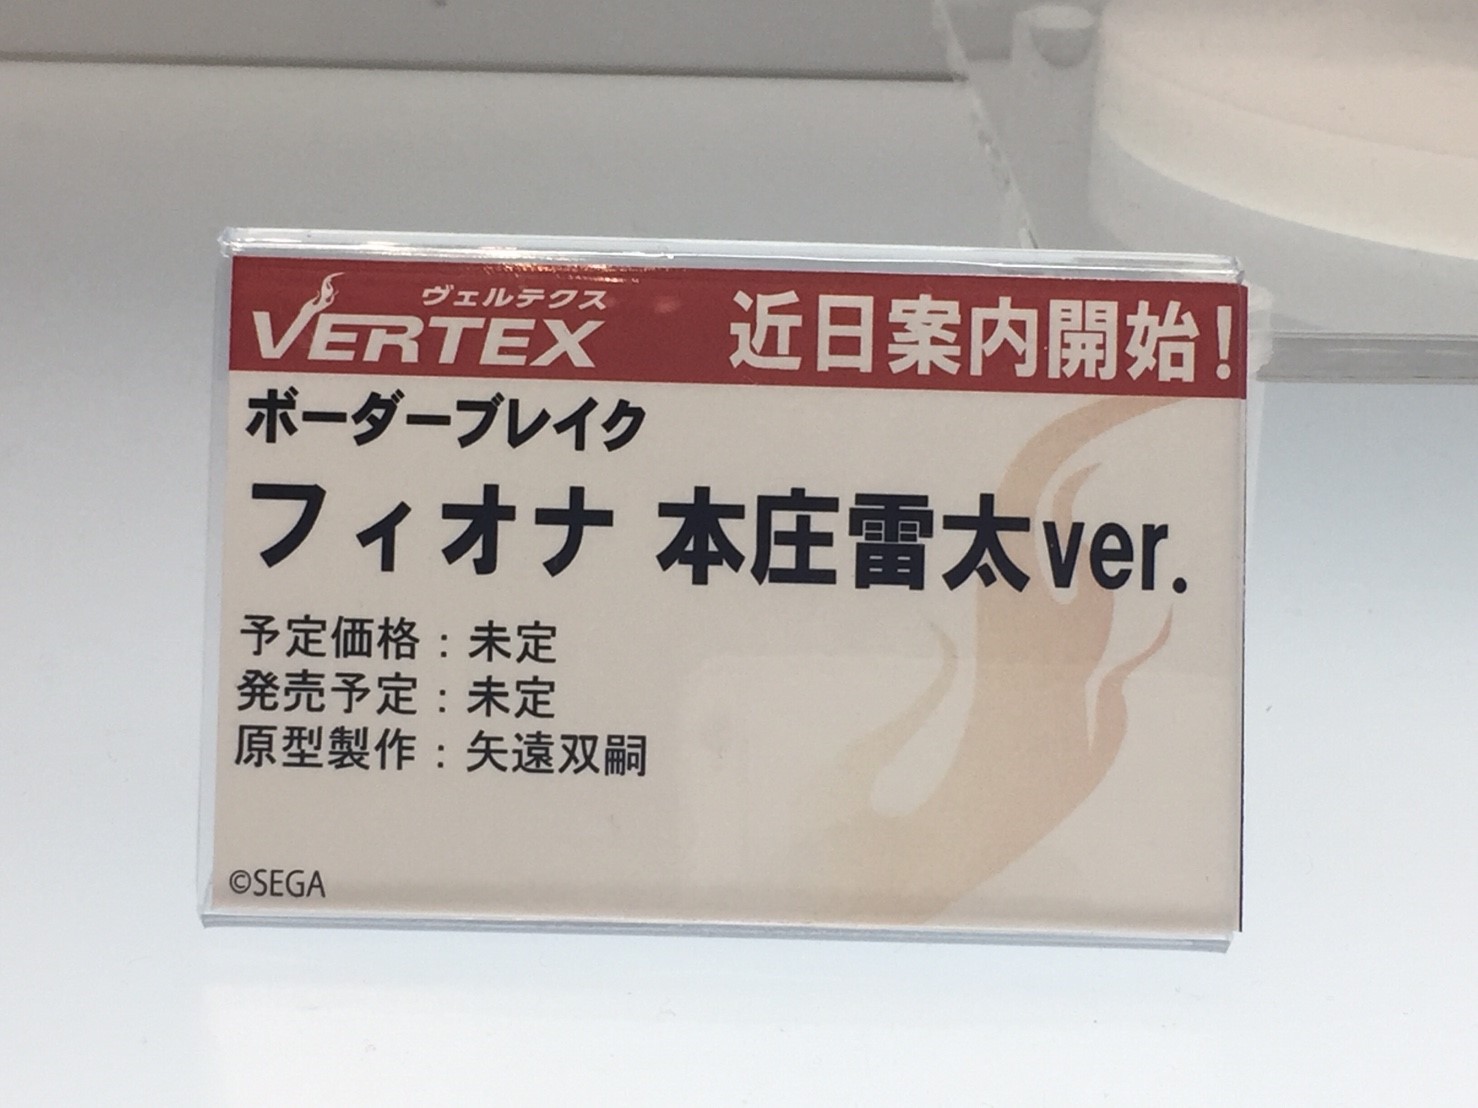 ヴェルテクス
VERTEX 近日案内開始！
ボーダーブレイク
フィオナ 本庄雷太ver.
予定価格：未定
発売予定：未定
原型製作：矢遠双嗣
©SEGA